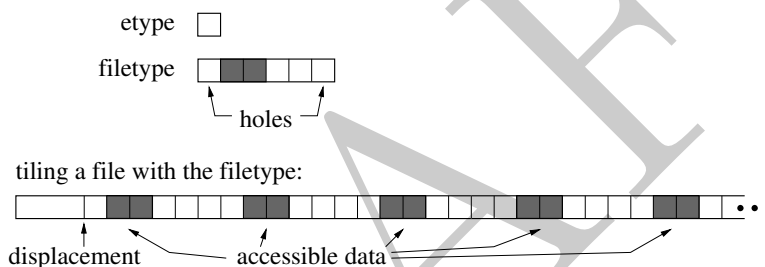 etype
filetype
holes
tiling a file with the filetype:
displacement accessible data